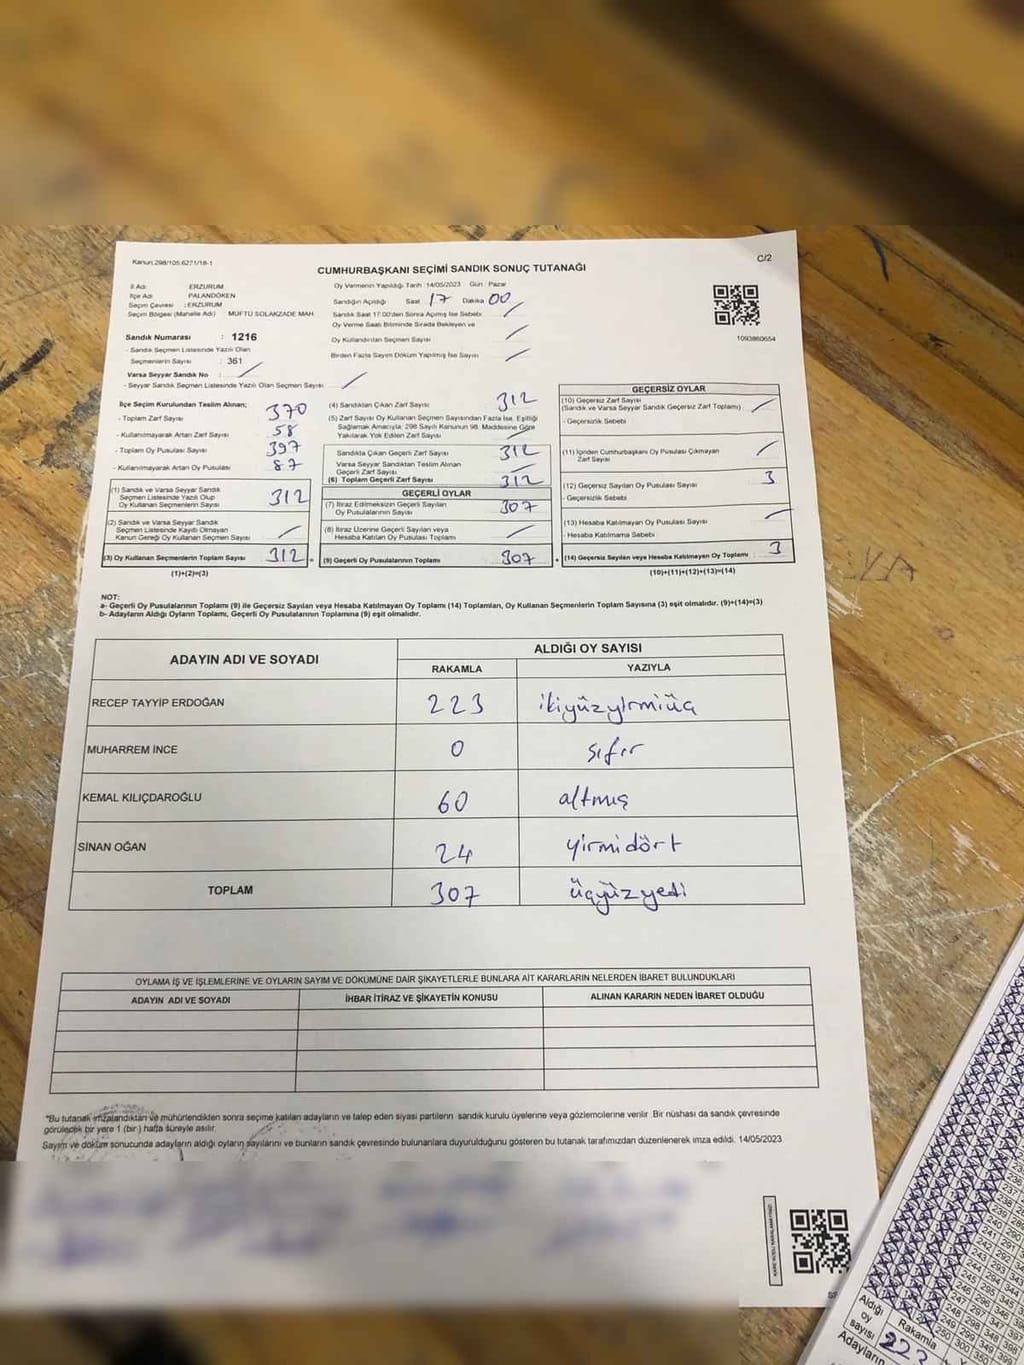 Kanun:298/105.6271/18-1
C/2
CUMHURBAŞKANI SEÇİMİ SANDIK SONUÇ TUTANAĞI
İl Adı : ERZURUM
İlçe Adı : PALANDÖKEN
Seçim Çevresi : ERZURUM
Seçim Bölgesi (Mahalle Adı) : MUFTU SOLAKZADE MAH
Sandık Numarası : 1216
- Sandık Seçmen Listesinde Yazılı Olan
Seçmenlerin Sayısı : 361
Varsa Seyyar Sandık No :
- Seyyar Sandık Seçmen Listesinde Yazılı Olan Seçmen Sayısı
Oy Vermenin Yapıldığı Tarih : 14/05/2023 Gün : Pazar
Sandığın Açıldığı Saat 17 Dakika 00
Sandık Saat 17.00'den Sonra Açılmış İse Sebebi
Oy Verme Saati Bitiminde Sırada Bekleyen ve
Oy Kullandırılan Seçmen Sayısı
Birden Fazla Sayım Döküm Yapılmış İse Sayısı
1093860654
İlçe Seçim Kurulundan Teslim Alınan;
- Toplam Zarf Sayısı 370
- Kullanılmayarak Artan Zarf Sayısı 58
- Toplam Oy Pusulası Sayısı 397
- Kullanılmayarak Artan Oy Pusulası 87
(1) Sandık ve Varsa Seyyar Sandık
Seçmen Listesinde Yazılı Olup
Oy Kullanan Seçmenlerin Sayısı 312
(2) Sandık ve Varsa Seyyar Sandık
Seçmen Listesinde Kayıtlı Olmayan
Kanun Gereği Oy Kullanan Seçmen Sayısı
(3) Oy Kullanan Seçmenlerin Toplam Sayısı 312 =
(1)+(2)=(3)
(4) Sandıktan Çıkan Zarf Sayısı 312
(5) Zarf Sayısı Oy Kullanan Seçmen Sayısından Fazla İse, Eşitliği
Sağlamak Amacıyla; 298 Sayılı Kanunun 98. Maddesine Göre
Yakılarak Yok Edilen Zarf Sayısı
Sandıkta Çıkan Geçerli Zarf Sayısı 312
Varsa Seyyar Sandıktan Teslim Alınan
Geçerli Zarf Sayısı
(6) Toplam Geçerli Zarf Sayısı 312
GEÇERLİ OYLAR
(7) İtiraz Edilmeksizin Geçerli Sayılan
Oy Pusulalarının Sayısı 307
(8) İtiraz Üzerine Geçerli Sayılan veya
Hesaba Katılan Oy Pusulası Toplamı
(9) Geçerli Oy Pusulalarının Toplamı 307 +
GEÇERSİZ OYLAR
(10) Geçersiz Zarf Sayısı
(Sandık ve Varsa Seyyar Sandık Geçersiz Zarf Toplamı)
- Geçersizlik Sebebi
(11) İçinden Cumhurbaşkanı Oy Pusulası Çıkmayan
Zarf Sayısı
(12) Geçersiz Sayılan Oy Pusulası Sayısı 3
- Geçersizlik Sebebi
(13) Hesaba Katılmayan Oy Pusulası Sayısı
- Hesaba Katılmama Sebebi
(14) Geçersiz Sayılan veya Hesaba Katılmayan Oy Toplamı 3
(10)+(11)+(12)+(13)=(14)
NOT:
a- Geçerli Oy Pusulalarının Toplamı (9) ile Geçersiz Sayılan veya Hesaba Katılmayan Oy Toplamı (14) Toplamları, Oy Kullanan Seçmenlerin Toplam Sayısına (3) eşit olmalıdır. (9)+(14)=(3)
b- Adayların Aldığı Oyların Toplamı, Geçerli Oy Pusulalarının Toplamına (9) eşit olmalıdır.
ADAYIN ADI VE SOYADI
ALDIĞI OY SAYISI
RAKAMLA YAZIYLA
RECEP TAYYİP ERDOĞAN 223 ikiyüzyirmiüç
MUHARREM İNCE 0 sıfır
KEMAL KILIÇDAROĞLU 60 altmış
SİNAN OĞAN 24 yirmidört
TOPLAM 307 üçyüzyedi
OYLAMA İŞ VE İŞLEMLERİNE VE OYLARIN SAYIM VE DÖKÜMÜNE DAİR ŞİKAYETLERLE BUNLARA AİT KARARLARIN NELERDEN İBARET BULUNDUKLARI
ADAYIN ADI VE SOYADI İHBAR İTİRAZ VE ŞİKAYETİN KONUSU ALINAN KARARIN NEDEN İBARET OLDUĞU
*Bu tutanak imzalandıktan ve mühürlendikten sonra seçime katılan adayların ve talep eden siyasi partilerin sandık kurulu üyelerine veya gözlemcilerine verilir. Bir nüshası da sandık çevresinde
görülecek bir yere 1 (bir) hafta süreyle asılır.
Sayım ve döküm sonucunda adayların aldığı oyların sayılarını ve bunların sandık çevresinde bulunanlara duyurulduğunu gösteren bu tutanak tarafımızdan düzenlenerek imza edildi. 14/05/2023
Aldığı
oy
sayısı
Rakamla
223